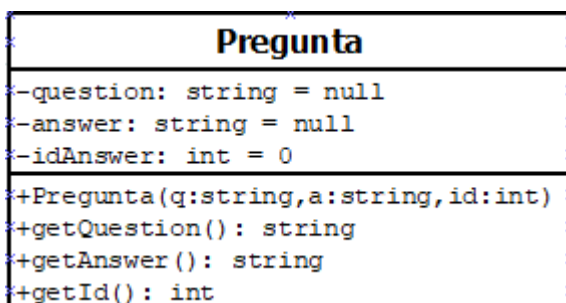 Pregunta
-question: string = null
-answer: string = null
-idAnswer: int = 0
+Pregunta(q:string,a:string,id:int)
+getQuestion(): string
+getAnswer(): string
+getId(): int